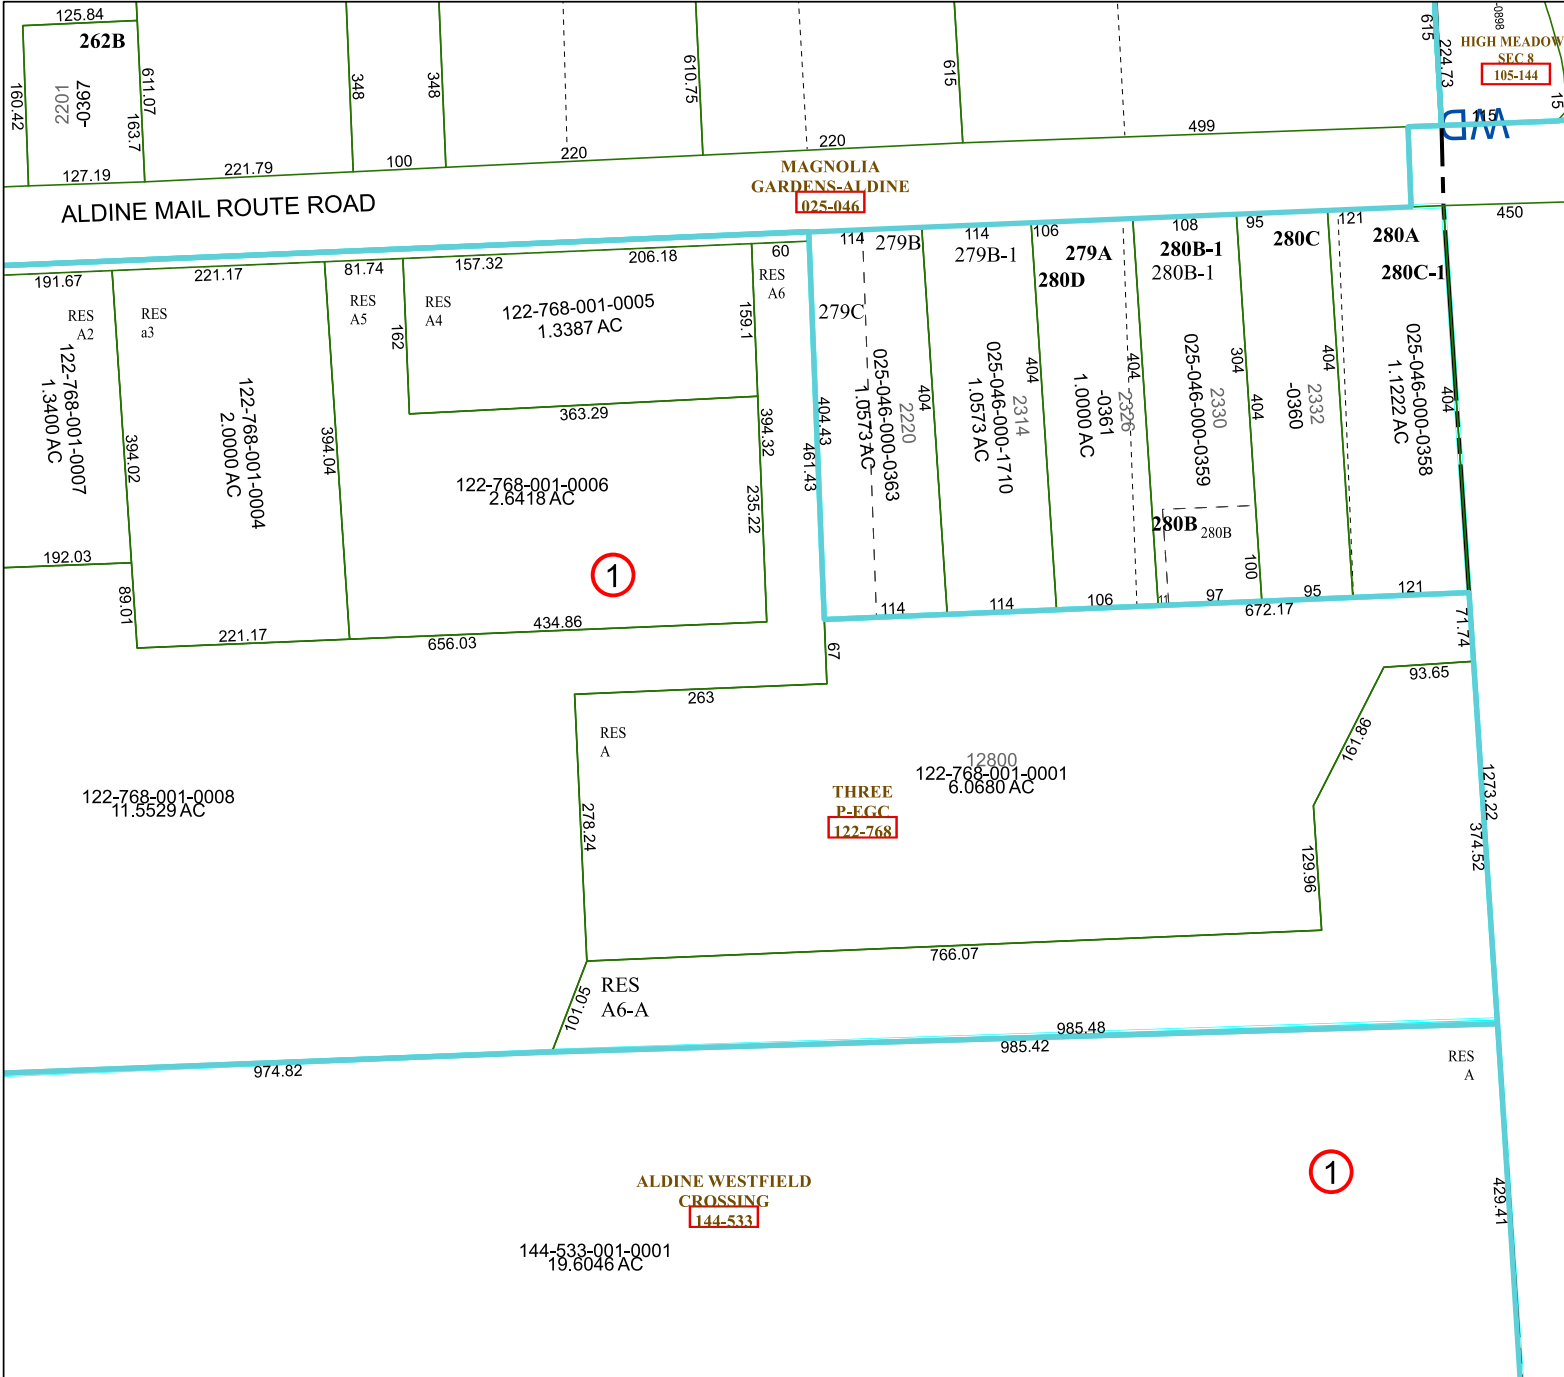 125.84
262B
160.42
2201
-0367
611.07
163.7
127.19
221.79
348
348
100
220
610.75
220
615
499
615
224.73
-0898
HIGH MEADOW
SEC 8
105-144
15
115
WD
450
ALDINE MAIL ROUTE ROAD
MAGNOLIA
GARDENS-ALDINE
025-046
191.67
221.17
81.74
157.32
206.18
60
RES
A2
RES
a3
RES
A5
RES
A4
RES
A6
122-768-001-0007
1.3400 AC
394.02
122-768-001-0004
2.0000 AC
394.04
162
122-768-001-0005
1.3387 AC
159.1
363.29
394.32
122-768-001-0006
2.6418 AC
235.22
1
192.03
89.01
221.17
656.03
434.86
114
279B
279C
404.43
461.43
025-046-000-0363
1.0573 AC
2220
404
114
279B-1
025-046-000-1710
1.0573 AC
2314
404
106
279A
280D
-0361
1.0000 AC
2326
404
108
280B-1
280B-1
025-046-000-0359
2330
304
404
280B
280B
100
95
280C
-0360
2332
404
121
280A
280C-1
025-046-000-0358
1.1222 AC
404
114
114
106
11
97
672.17
95
121
71.74
67
263
93.65
161.86
RES
A
278.24
12800
122-768-001-0001
6.0680 AC
THREE
P-EGC
122-768
129.96
1273.22
374.52
122-768-001-0008
11.5529 AC
766.07
RES
A6-A
101.05
985.48
985.42
974.82
RES
A
ALDINE WESTFIELD
CROSSING
144-533
144-533-001-0001
19.6046 AC
1
429.41